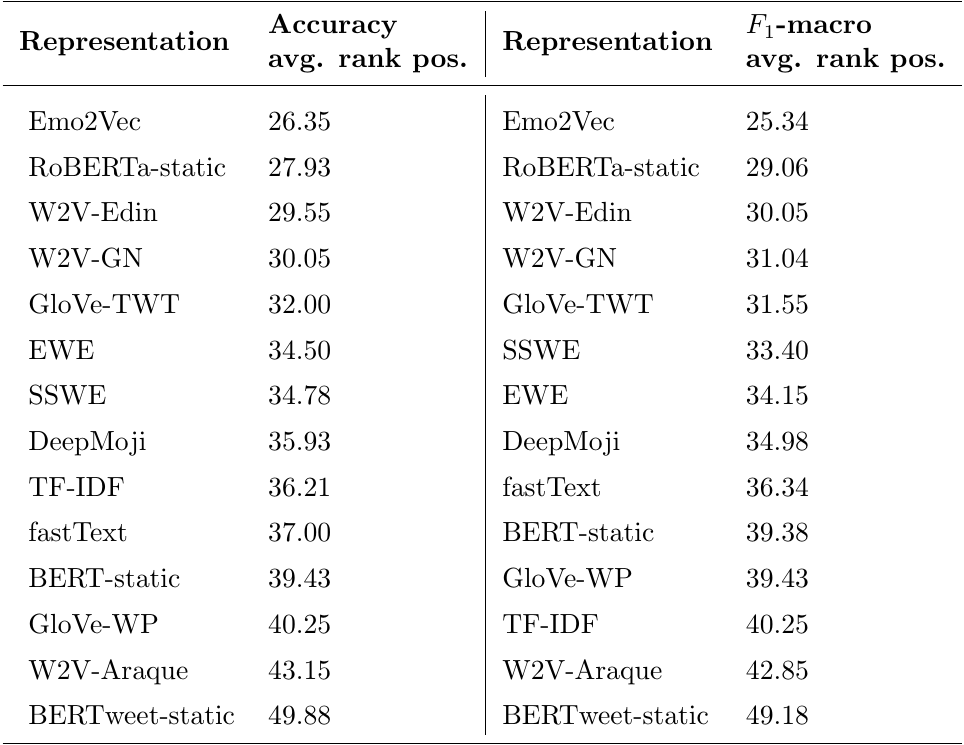 Representation Accuracy avg. rank pos. Representation F1-macro avg. rank pos.
Emo2Vec 26.35 Emo2Vec 25.34
RoBERTa-static 27.93 RoBERTa-static 29.06
W2V-Edin 29.55 W2V-Edin 30.05
W2V-GN 30.05 W2V-GN 31.04
GloVe-TWT 32.00 GloVe-TWT 31.55
EWE 34.50 SSWE 33.40
SSWE 34.78 EWE 34.15
DeepMoji 35.93 DeepMoji 34.98
TF-IDF 36.21 fastText 36.34
fastText 37.00 BERT-static 39.38
BERT-static 39.43 GloVe-WP 39.43
GloVe-WP 40.25 TF-IDF 40.25
W2V-Araque 43.15 W2V-Araque 42.85
BERTweet-static 49.88 BERTweet-static 49.18